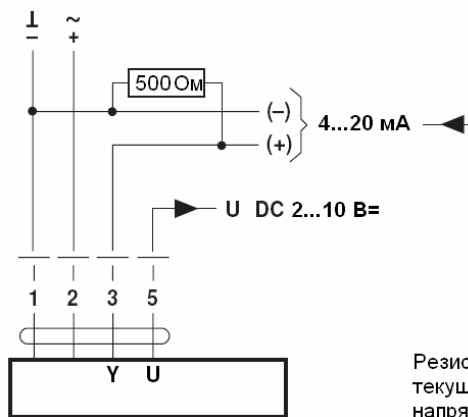 ⊥ ~
– +
500 Ом
(–)
(+)
4...20 мА
U DC 2...10 В=
1 2 3 5
Y U
Резис
текущ
напря